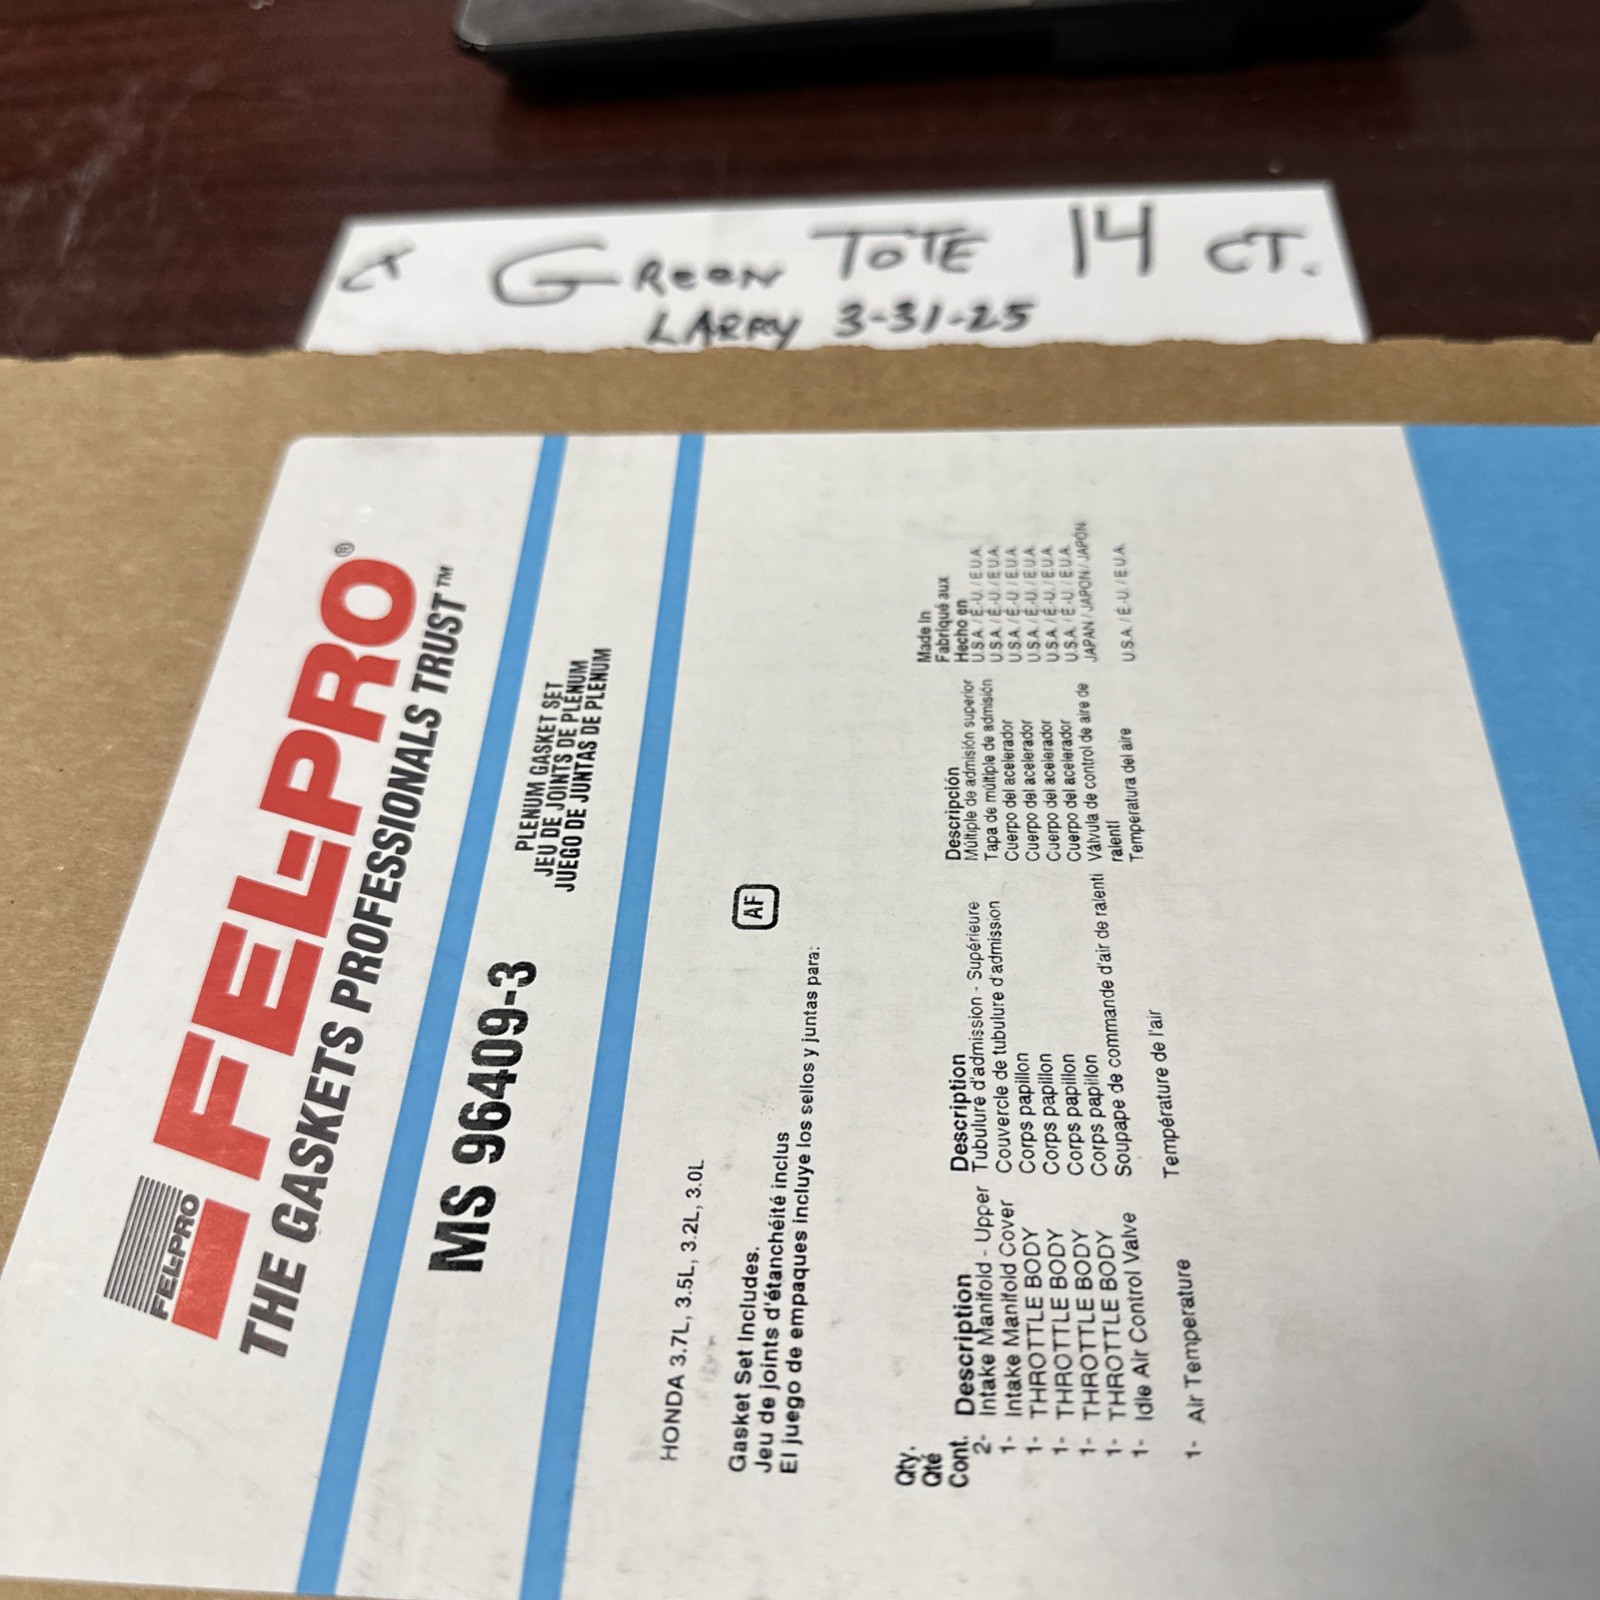 GREEN TOTE 14 CT.
LARRY 3-31-25
FEL-PRO
FEL-PRO®
THE GASKETS PROFESSIONALS TRUST™
MS 96409-3
PLENUM GASKET SET
JEU DE JOINTS DE PLENUM
JUEGO DE JUNTAS DE PLENUM
HONDA 3.7L, 3.5L, 3.2L, 3.0L
AF
Gasket Set Includes.
Jeu de joints d'étanchéité inclus
El juego de empaques incluye los sellos y juntas para:
Made In
Qty. Fabriqué aux
Qté Hecho en
Cont. Description Description Descripción
2- Intake Manifold - Upper Tubulure d'admission - Supérieure Múltiple de admisión superior U.S.A. / É.-U. / E.U.A.
1- Intake Manifold Cover Couvercle de tubulure d'admission Tapa de múltiple de admisión U.S.A. / É.-U. / E.U.A.
1- THROTTLE BODY Corps papillon Cuerpo del acelerador U.S.A. / É.-U. / E.U.A.
1- THROTTLE BODY Corps papillon Cuerpo del acelerador U.S.A. / É.-U. / E.U.A.
1- THROTTLE BODY Corps papillon Cuerpo del acelerador U.S.A. / É.-U. / E.U.A.
1- THROTTLE BODY Corps papillon Cuerpo del acelerador U.S.A. / É.-U. / E.U.A.
1- Idle Air Control Valve Soupape de commande d'air de ralenti Válvula de control de aire de JAPAN / JAPON / JAPÓN
ralentí
1- Air Temperature Température de l'air Temperatura del aire U.S.A. / É.-U. / E.U.A.